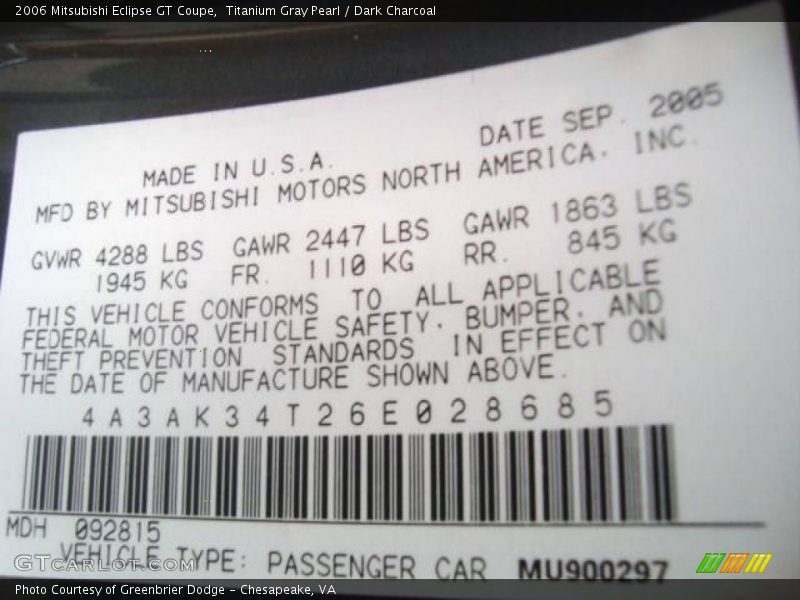 2006 Mitsubishi Eclipse GT Coupe,  Titanium Gray Pearl / Dark Charcoal
MADE IN U.S.A.   DATE SEP. 2005
MFD BY MITSUBISHI MOTORS NORTH AMERICA. INC.
GVWR 4288 LBS  GAWR 2447 LBS  GAWR 1863 LBS
1945 KG  FR.  1110 KG  RR.  845 KG
THIS VEHICLE CONFORMS TO ALL APPLICABLE
FEDERAL MOTOR VEHICLE SAFETY. BUMPER. AND
THEFT PREVENTION STANDARDS IN EFFECT ON
THE DATE OF MANUFACTURE SHOWN ABOVE.
4A3AK34T26E028685
MDH 092815
VEHICLE TYPE: PASSENGER CAR  MU900297
GTCARLOT.COM
Photo Courtesy of Greenbrier Dodge - Chesapeake, VA